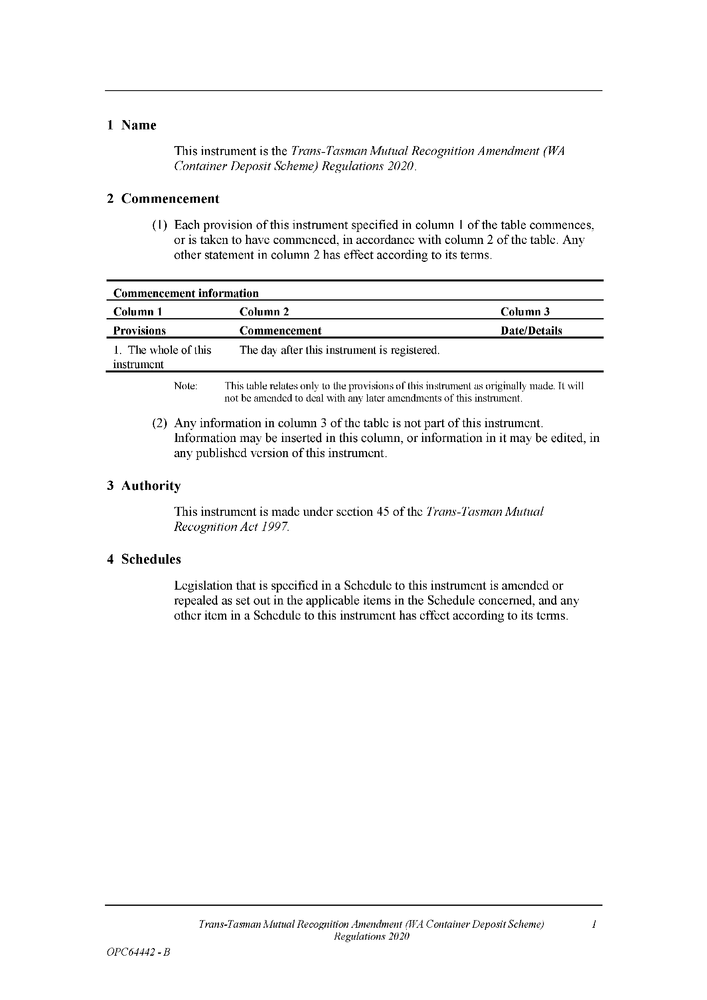 1 Name
This instrument is the Trans-Tasman Mutual Recognition Amendment (WA
Container Deposit Scheme) Regulations 2020.
2 Commencement
(1) Each provision of this instrument specified in column 1 of the table commences,
or is taken to have commenced, in accordance with column 2 of the table. Any
other statement in column 2 has effect according to its terms.
Commencement information
Column 1 Column 2 Column 3
Provisions Commencement Date/Details
1. The whole of this The day after this instrument is registered.
instrument
Note: This table relates only to the provisions of this instrument as originally made. It will
not be amended to deal with any later amendments of this instrument.
(2) Any information in column 3 of the table is not part of this instrument.
Information may be inserted in this column, or information in it may be edited, in
any published version of this instrument.
3 Authority
This instrument is made under section 45 of the Trans-Tasman Mutual
Recognition Act 1997.
4 Schedules
Legislation that is specified in a Schedule to this instrument is amended or
repealed as set out in the applicable items in the Schedule concerned, and any
other item in a Schedule to this instrument has effect according to its terms.
Trans-Tasman Mutual Recognition Amendment (WA Container Deposit Scheme) 1
Regulations 2020
OPC64442 - B